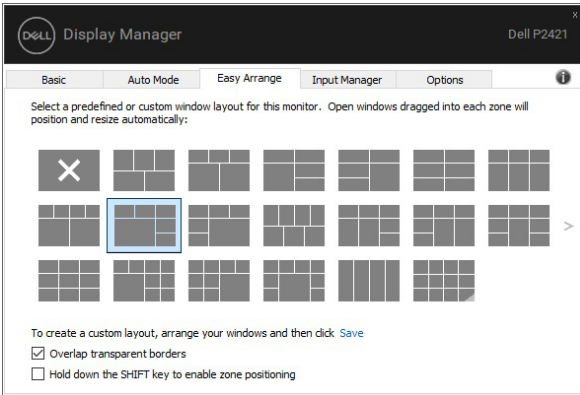 DELL Display Manager Dell P2421
x
Basic Auto Mode Easy Arrange Input Manager Options i
Select a predefined or custom window layout for this monitor. Open windows dragged into each zone will
position and resize automatically:
>
To create a custom layout, arrange your windows and then click Save
Overlap transparent borders
Hold down the SHIFT key to enable zone positioning